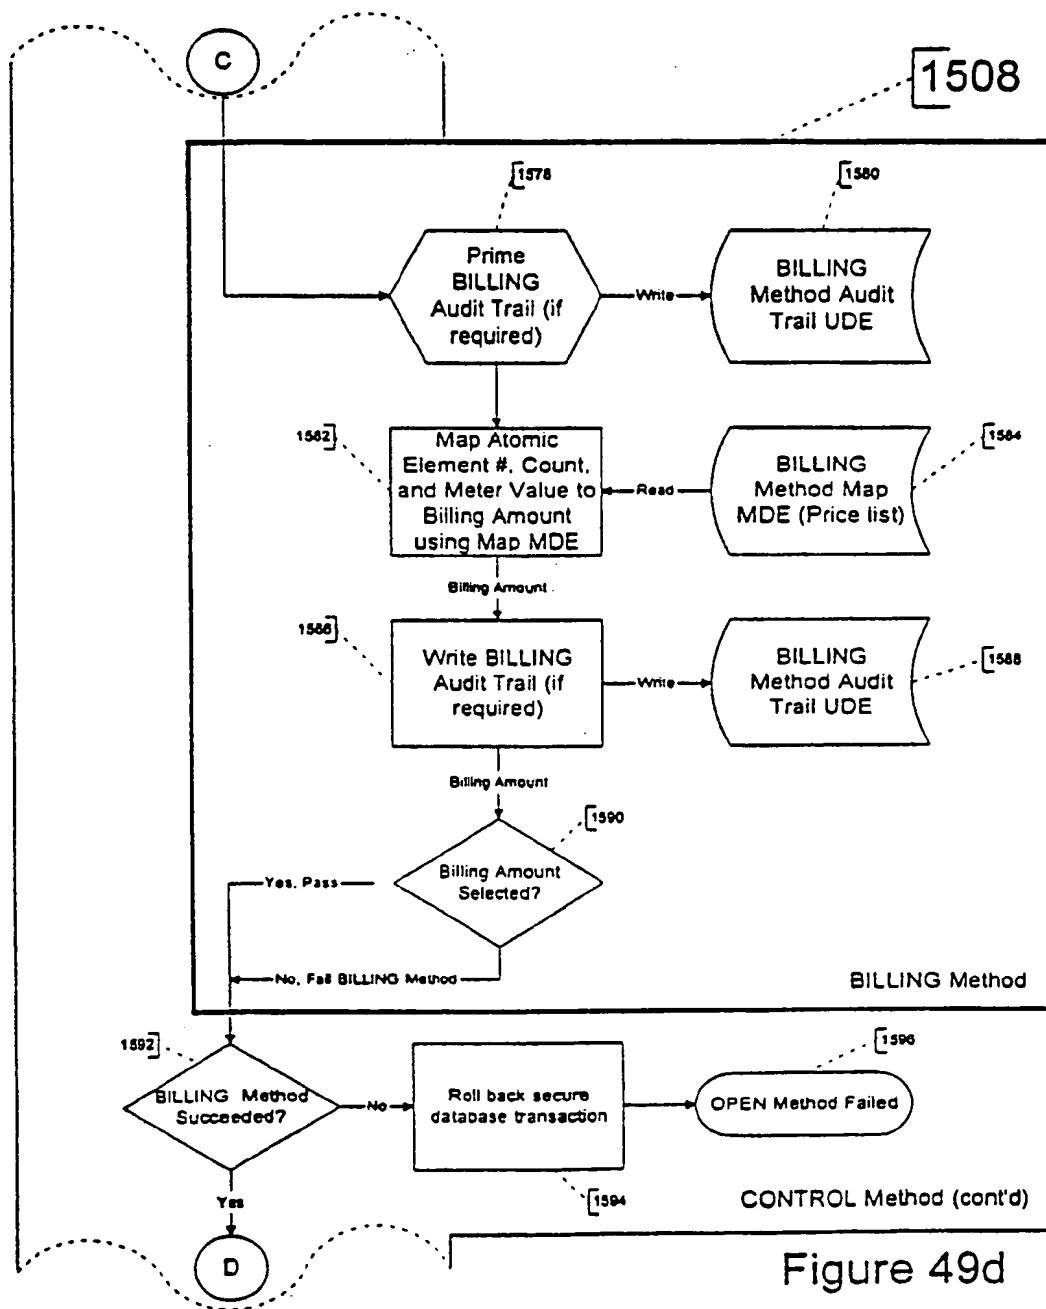 C
1508
1578
1580
Prime
BILLING
Audit Trail (if
required)
Write
BILLING
Method Audit
Trail UDE
1582
1584
Map Atomic
Element #, Count,
and Meter Value to
Billing Amount
using Map MDE
Read
BILLING
Method Map
MDE (Price list)
Billing Amount
1586
1588
Write BILLING
Audit Trail (if
required)
Write
BILLING
Method Audit
Trail UDE
Billing Amount
1590
Billing Amount
Selected?
Yes, Pass
No, Fail BILLING Method
BILLING Method
1592
1596
BILLING Method
Succeeded?
No
Roll back secure
database transaction
OPEN Method Failed
Yes
1594
CONTROL Method (cont'd)
D
Figure 49d